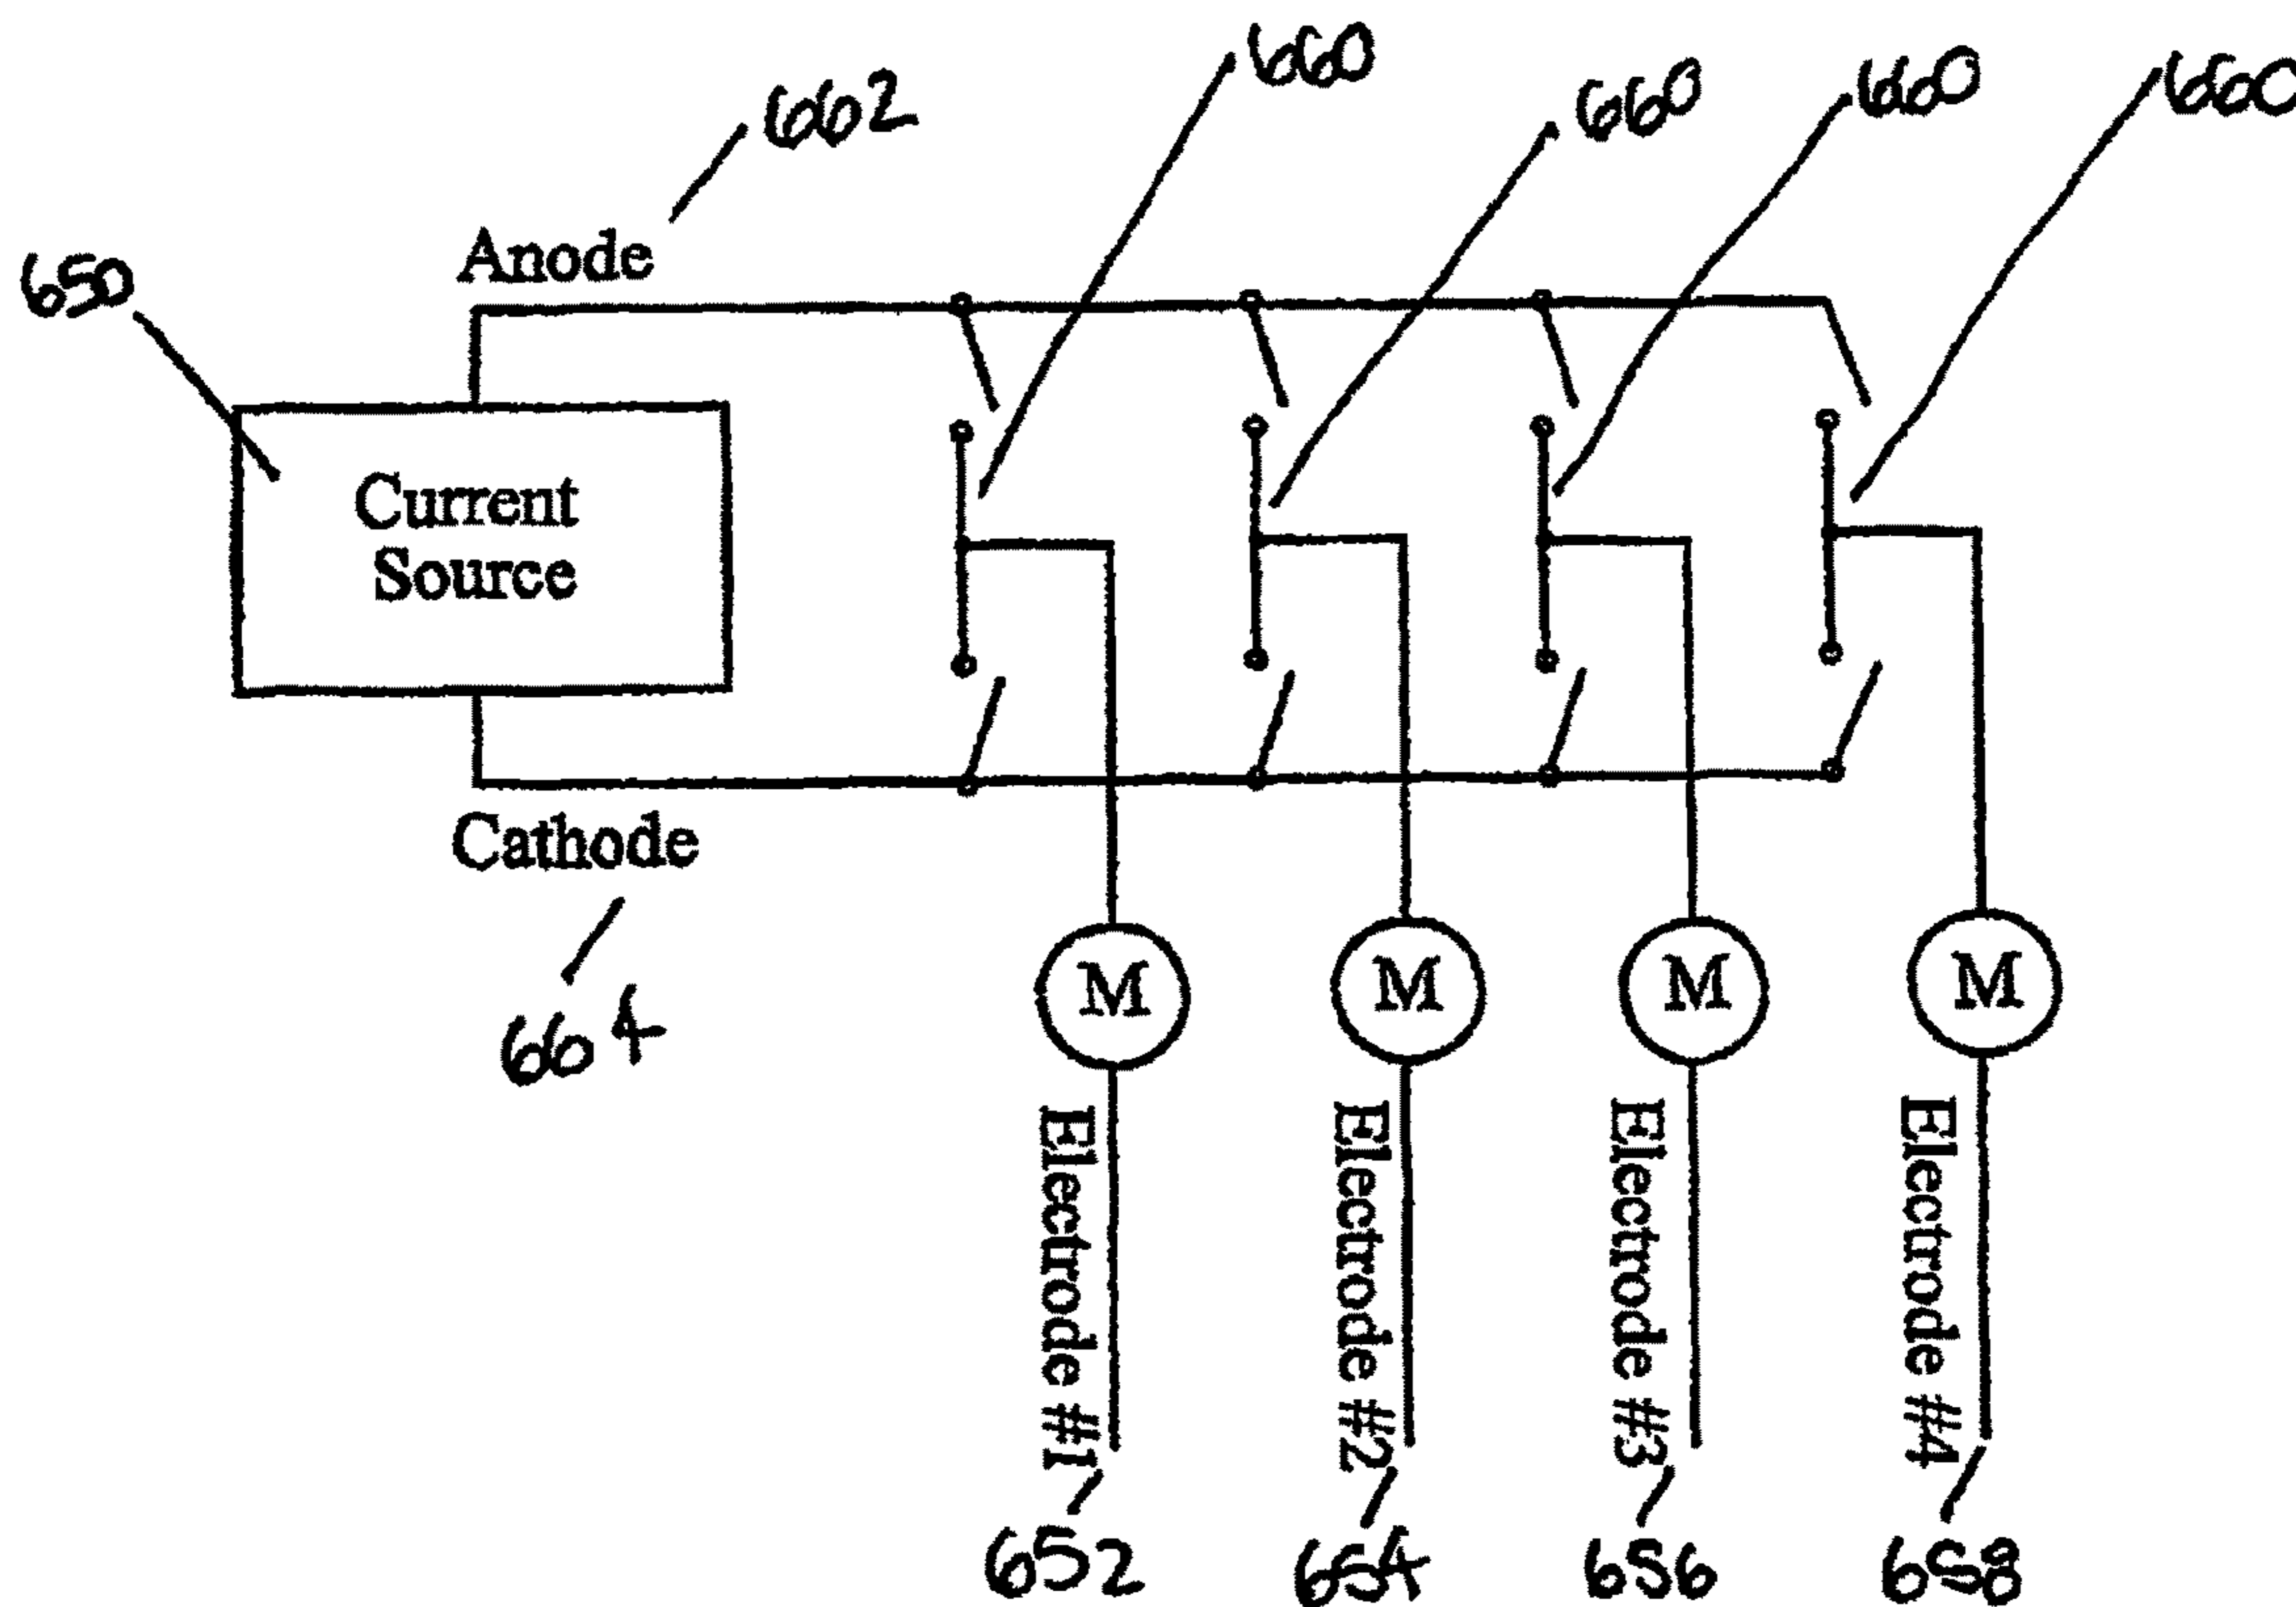 660
660
660
660
662
Anode
650
Current
Source
Cathode
664
M
M
M
M
Electrode #1
Electrode #2
Electrode #3
Electrode #4
652
654
656
658